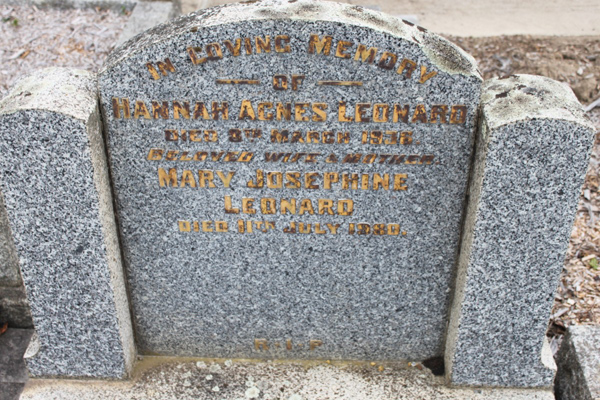 IN LOVING MEMORY
OF
HANNAH AGNES LEONARD
DIED 8TH MARCH
BELOVED WIFE & MOTHER
MARY JOSEPHINE
LEONARD
DIED 11TH JULY 1980.
R.I.P